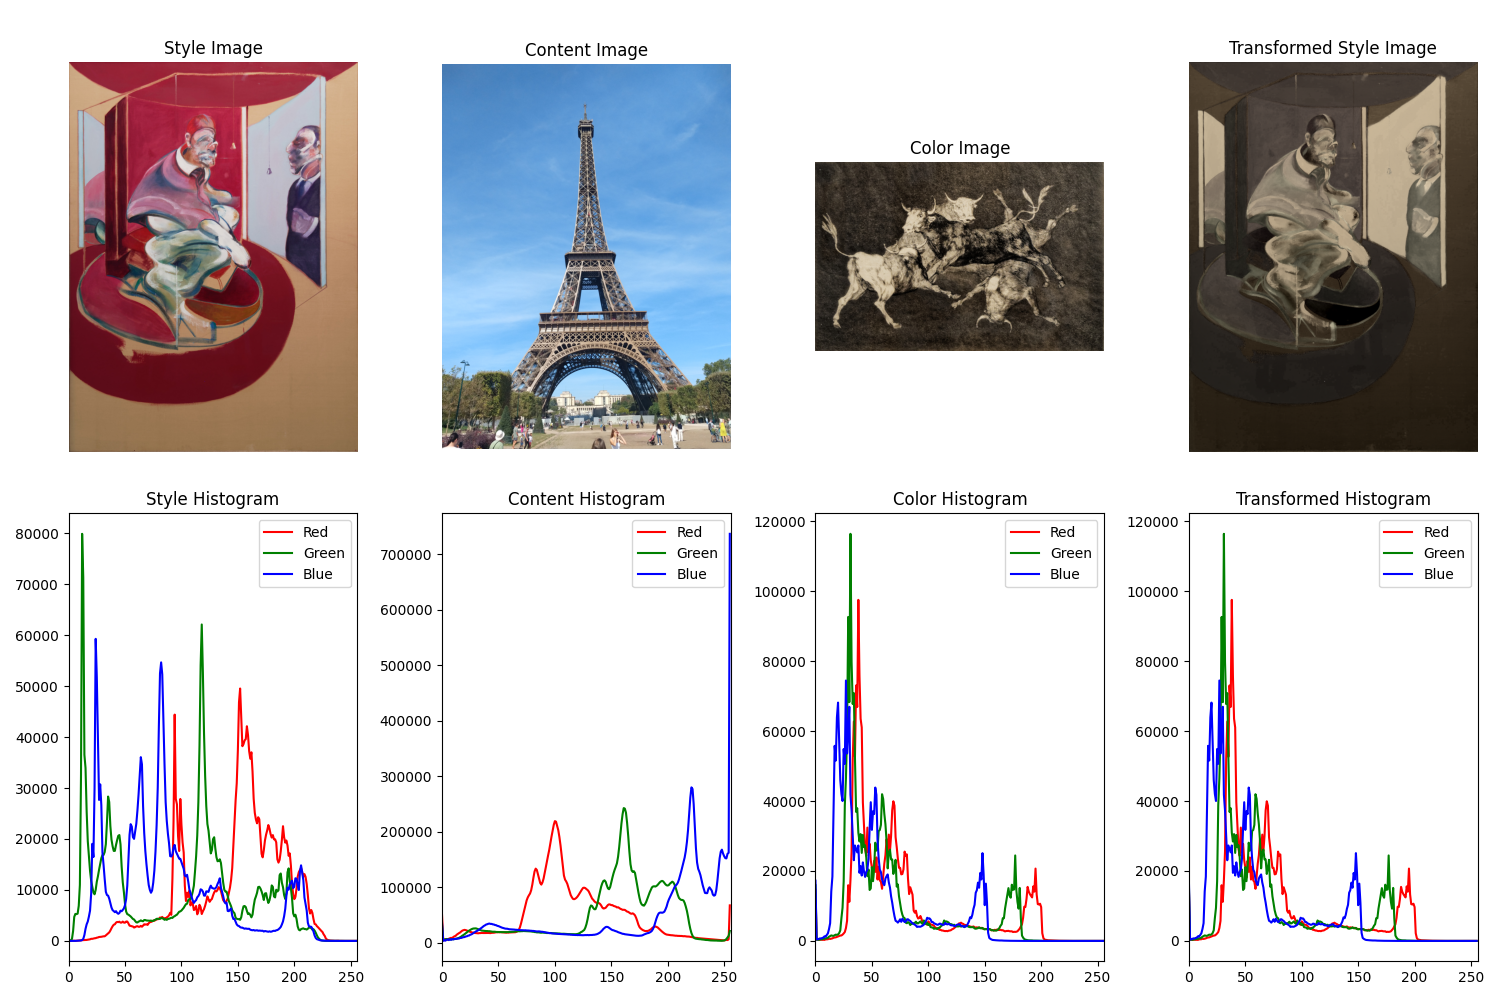 Style Image
Content Image
Color Image
Transformed Style Image
Style Histogram
80000
70000
60000
50000
40000
30000
20000
10000
0
0
50
100
150
200
250
Red
Green
Blue
Content Histogram
700000
600000
500000
400000
300000
200000
100000
0
0
50
100
150
200
250
Red
Green
Blue
Color Histogram
120000
100000
80000
60000
40000
20000
0
0
50
100
150
200
250
Red
Green
Blue
Transformed Histogram
120000
100000
80000
60000
40000
20000
0
0
50
100
150
200
250
Red
Green
Blue